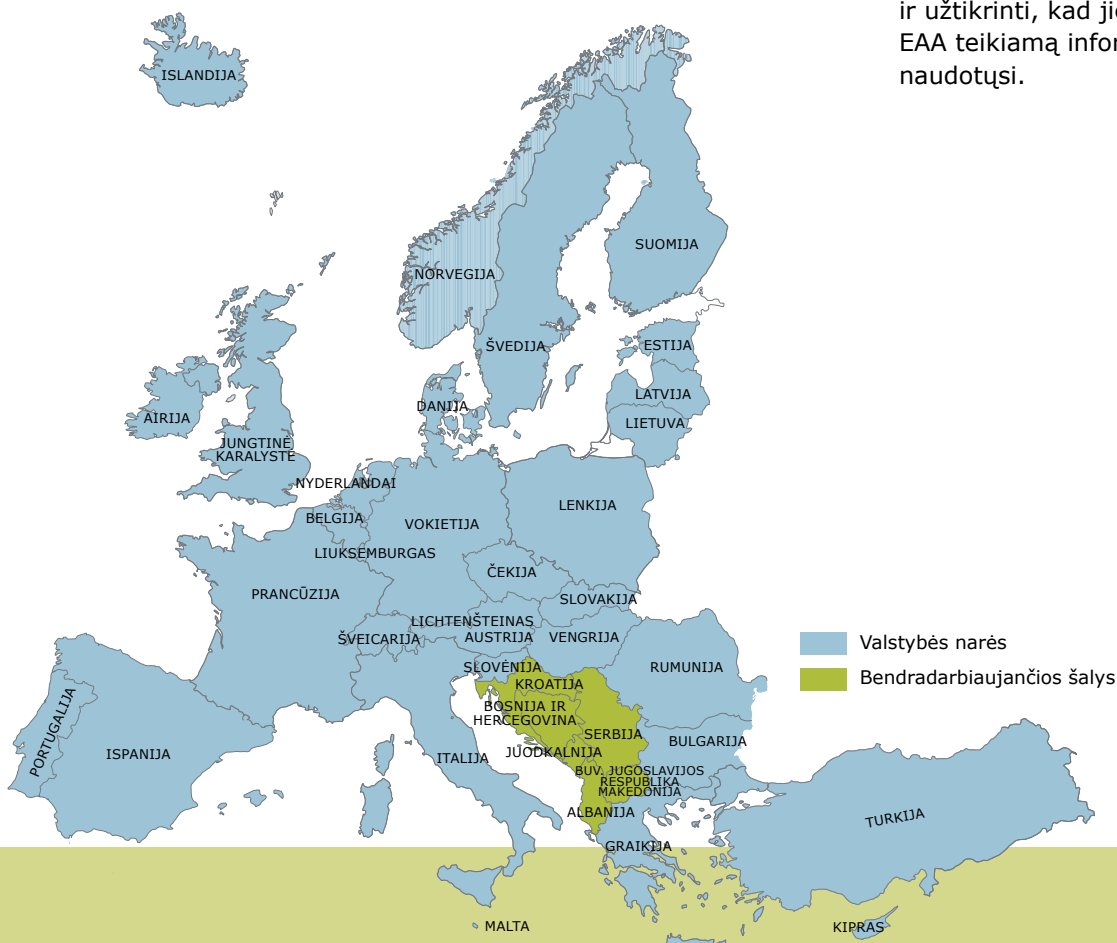 ir užtikrinti, kad
EAA teikiamą
naudotųsi.
ISLANDIJA
SUOMIJA
NORVEGIJA
ŠVEDIJA
ESTIJA
LATVIJA
LIETUVA
DANIJA
AIRIJA
JUNGTINĖ
KARALYSTĖ
NYDERLANDAI
BELGIJA
VOKIETIJA
LENKIJA
LIUKSEMBURGAS
ČEKIJA
PRANCŪZIJA
SLOVAKIJA
LICHTENŠTEINAS
ŠVEICARIJA
AUSTRIJA
VENGRIJA
Valstybės narės
SLOVĖNIJA
RUMUNIJA
Bendradarbiaujančios šalys
KROATIJA
BOSNIJA IR
HERCEGOVINA
PORTUGALIJA
SERBIJA
BULGARIJA
ISPANIJA
ITALIJA
JUODKALNIJA
BUV. JUGOSLAVIJOS
RESPUBLIKA
MAKEDONIJA
ALBANIJA
TURKIJA
GRAIKIJA
MALTA
KIPRAS